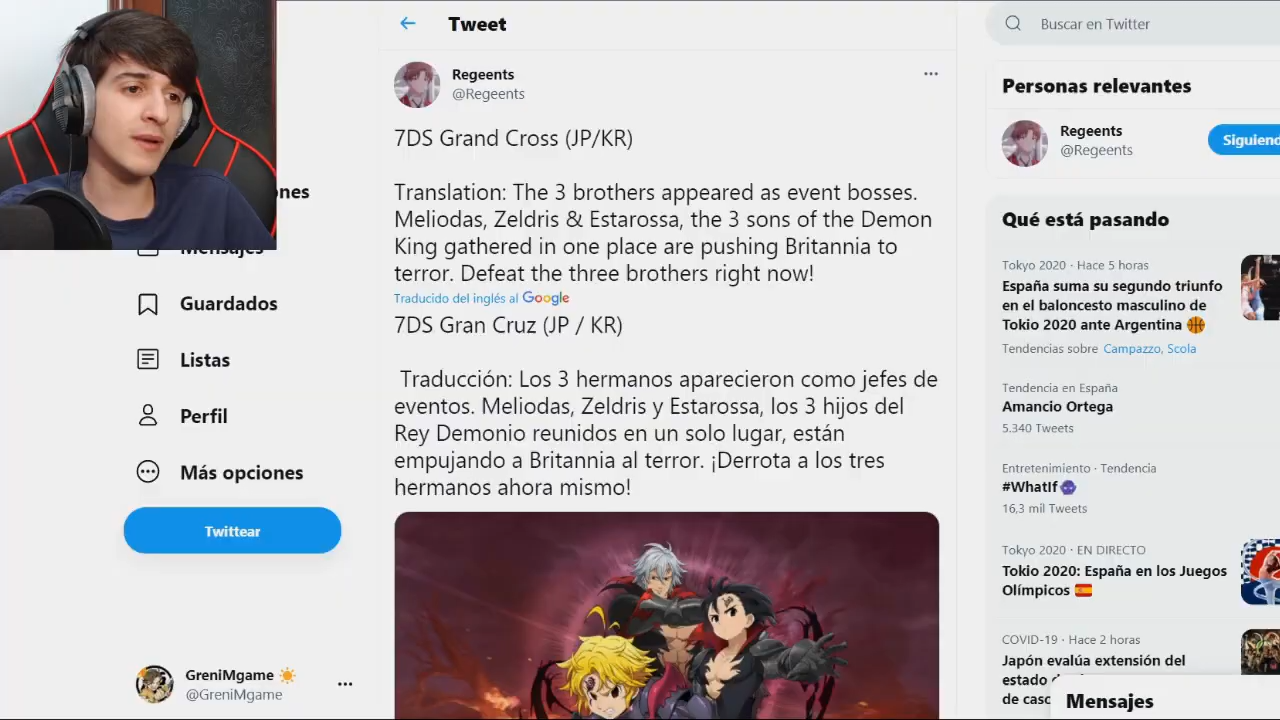 Tweet
Regeents
@Regeents
7DS Grand Cross (JP/KR)
Translation: The 3 brothers appeared as event bosses.
Meliodas, Zeldris & Estarossa, the 3 sons of the Demon
King gathered in one place are pushing Britannia to
terror. Defeat the three brothers right now!
Traducido del inglés al Google
7DS Gran Cruz (JP / KR)
Traducción: Los 3 hermanos aparecieron como jefes de
eventos. Meliodas, Zeldris y Estarossa, los 3 hijos del
Rey Demonio reunidos en un solo lugar, están
empujando a Britannia al terror. ¡Derrota a los tres
hermanos ahora mismo!
nes
Mensajes
Guardados
Listas
Perfil
Más opciones
Twittear
GreniMgame
@GreniMgame
Buscar en Twitter
Personas relevantes
Regeents
@Regeents
Siguiend
Qué está pasando
Tokyo 2020 · Hace 5 horas
España suma su segundo triunfo
en el baloncesto masculino de
Tokio 2020 ante Argentina
Tendencias sobre Campazzo, Scola
Tendencia en España
Amancio Ortega
5.340 Tweets
Entretenimiento · Tendencia
#WhatIf
16,3 mil Tweets
Tokyo 2020 · EN DIRECTO
Tokio 2020: España en los Juegos
Olímpicos
COVID-19 · Hace 2 horas
Japón evalúa extensión del
estado d
de caso
Mensajes